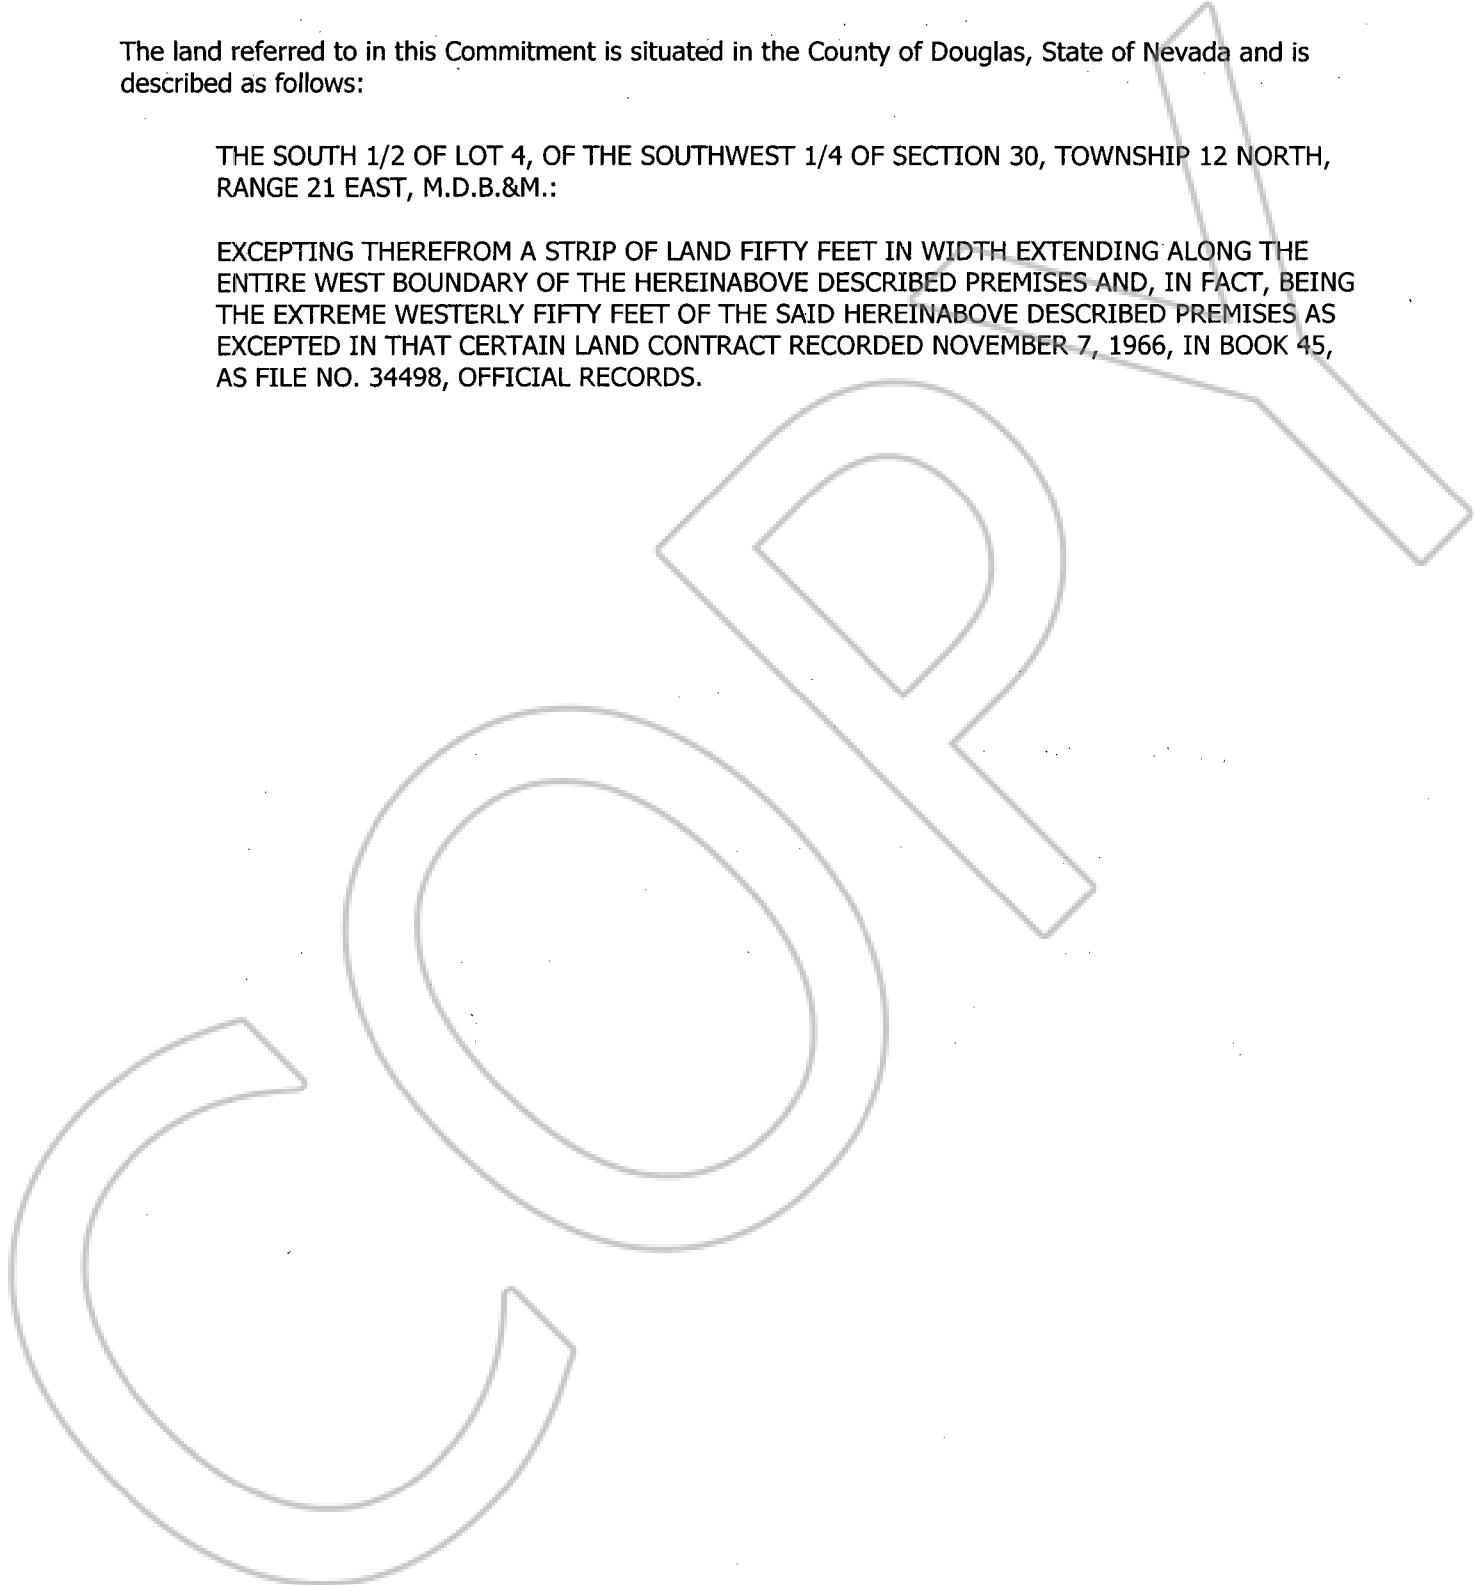 The land referred to in this Commitment is situated in the County of Douglas, State of Nevada and is
described as follows:
THE SOUTH 1/2 OF LOT 4, OF THE SOUTHWEST 1/4 OF SECTION 30, TOWNSHIP 12 NORTH,
RANGE 21 EAST, M.D.B.&M.:
EXCEPTING THEREFROM A STRIP OF LAND FIFTY FEET IN WIDTH EXTENDING ALONG THE
ENTIRE WEST BOUNDARY OF THE HEREINABOVE DESCRIBED PREMISES AND, IN FACT, BEING
THE EXTREME WESTERLY FIFTY FEET OF THE SAID HEREINABOVE DESCRIBED PREMISES AS
EXCEPTED IN THAT CERTAIN LAND CONTRACT RECORDED NOVEMBER 7, 1966, IN BOOK 45,
AS FILE NO. 34498, OFFICIAL RECORDS.
COPY